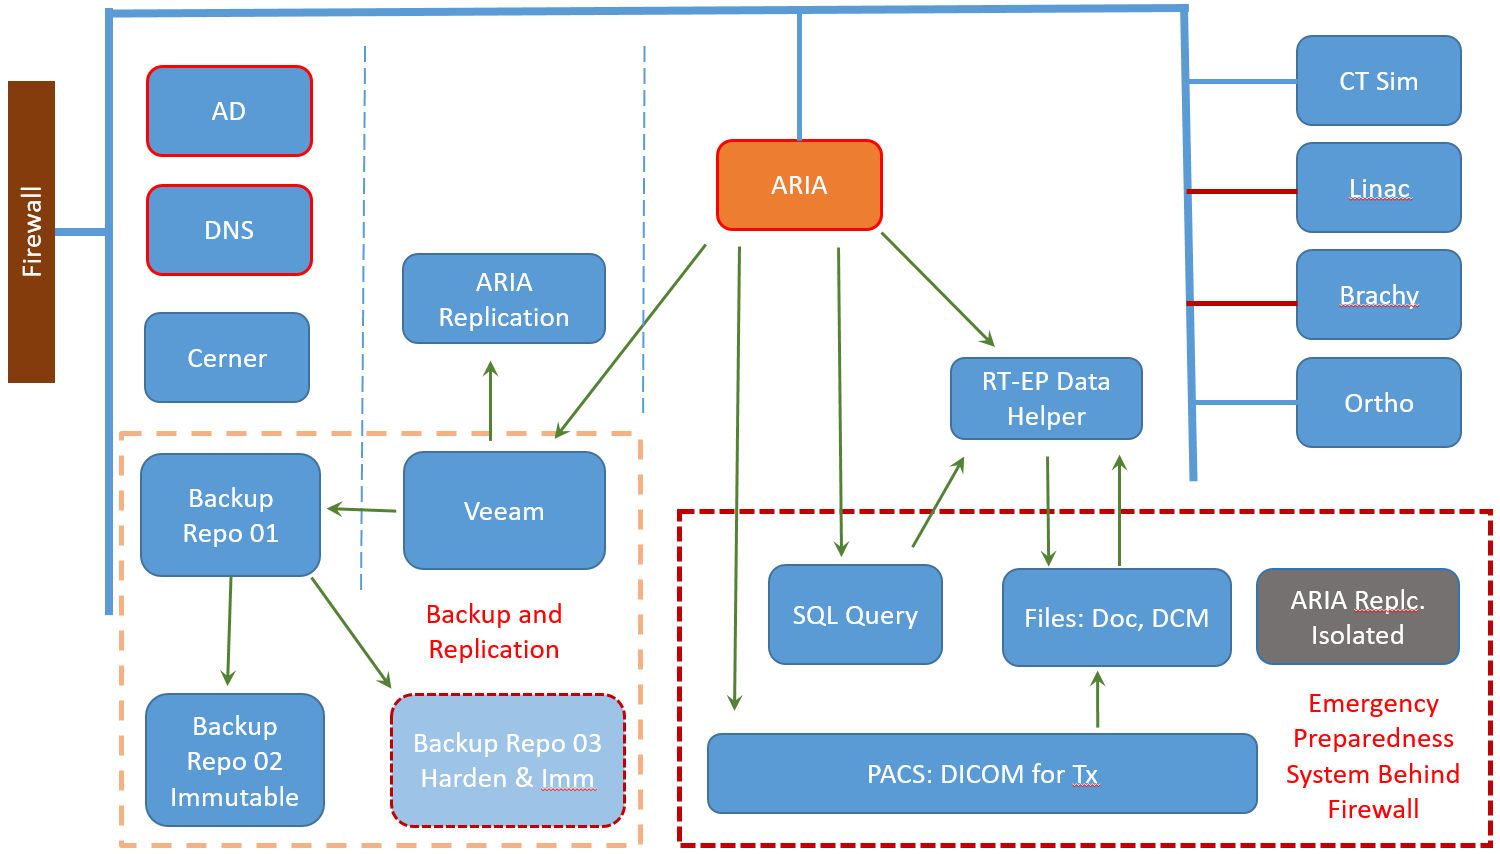 Firewall
AD
DNS
Cerner
ARIA
Replication
ARIA
RT-EP Data
Helper
CT Sim
Linac
Brachy
Ortho
Backup
Repo 01
Veeam
Backup and
Replication
Backup
Repo 02
Immutable
Backup Repo 03
Harden & Imm
SQL Query
Files: Doc, DCM
ARIA Replc.
Isolated
PACS: DICOM for Tx
Emergency
Preparedness
System Behind
Firewall